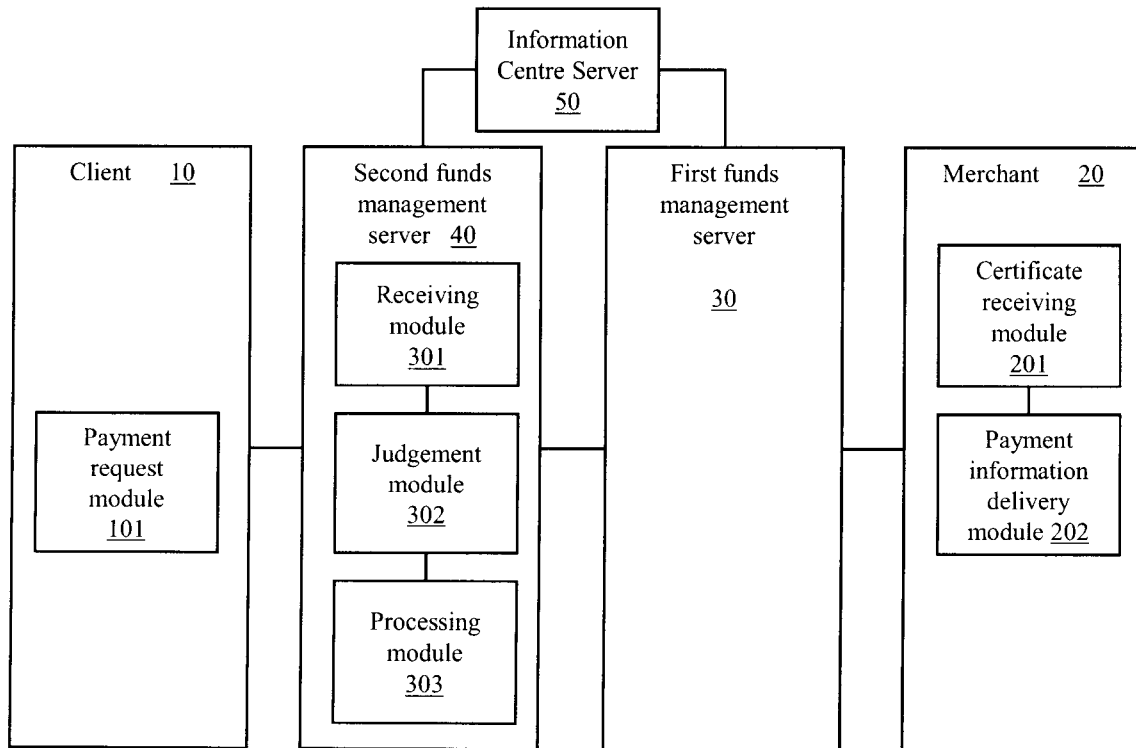 Information
Centre Server
50
Client 10
Payment
request
module
101
Second funds
management
server 40
Receiving
module
301
Judgement
module
302
Processing
module
303
First funds
management
server
30
Merchant 20
Certificate
receiving
module
201
Payment
information
delivery
module 202